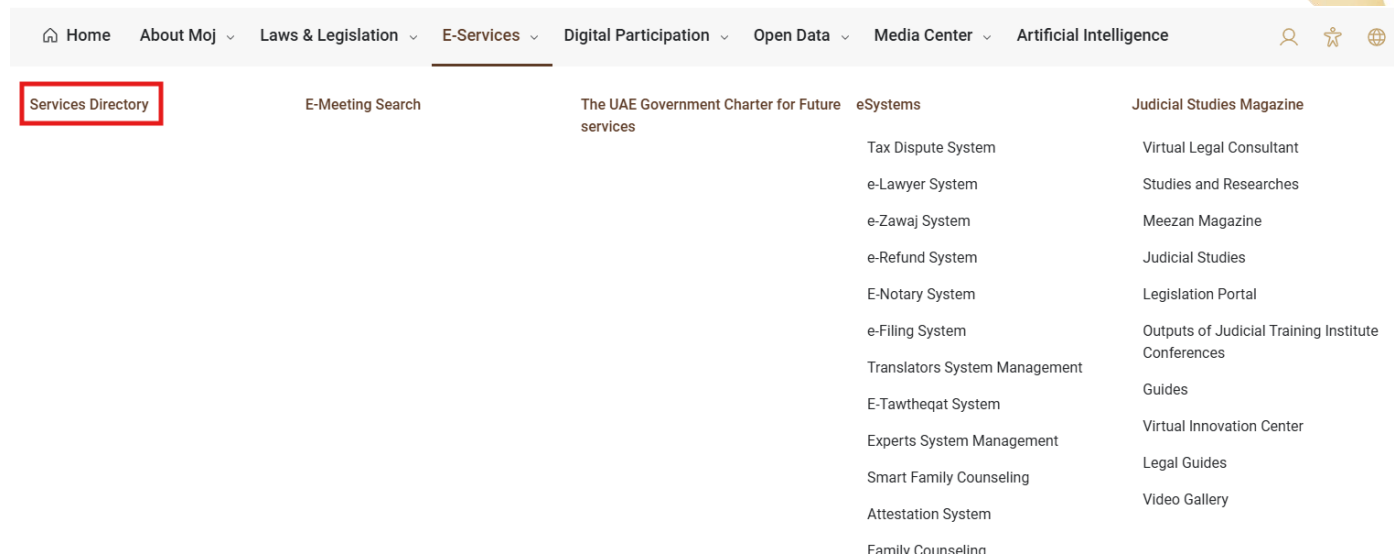 Home About Moj Laws & Legislation E-Services Digital Participation Open Data Media Center Artificial Intelligence
Services Directory
E-Meeting Search
The UAE Government Charter for Future
services
eSystems
Tax Dispute System
e-Lawyer System
e-Zawaj System
e-Refund System
E-Notary System
e-Filing System
Translators System Management
E-Tawtheqat System
Experts System Management
Smart Family Counseling
Attestation System
Family Counseling
Judicial Studies Magazine
Virtual Legal Consultant
Studies and Researches
Meezan Magazine
Judicial Studies
Legislation Portal
Outputs of Judicial Training Institute
Conferences
Guides
Virtual Innovation Center
Legal Guides
Video Gallery